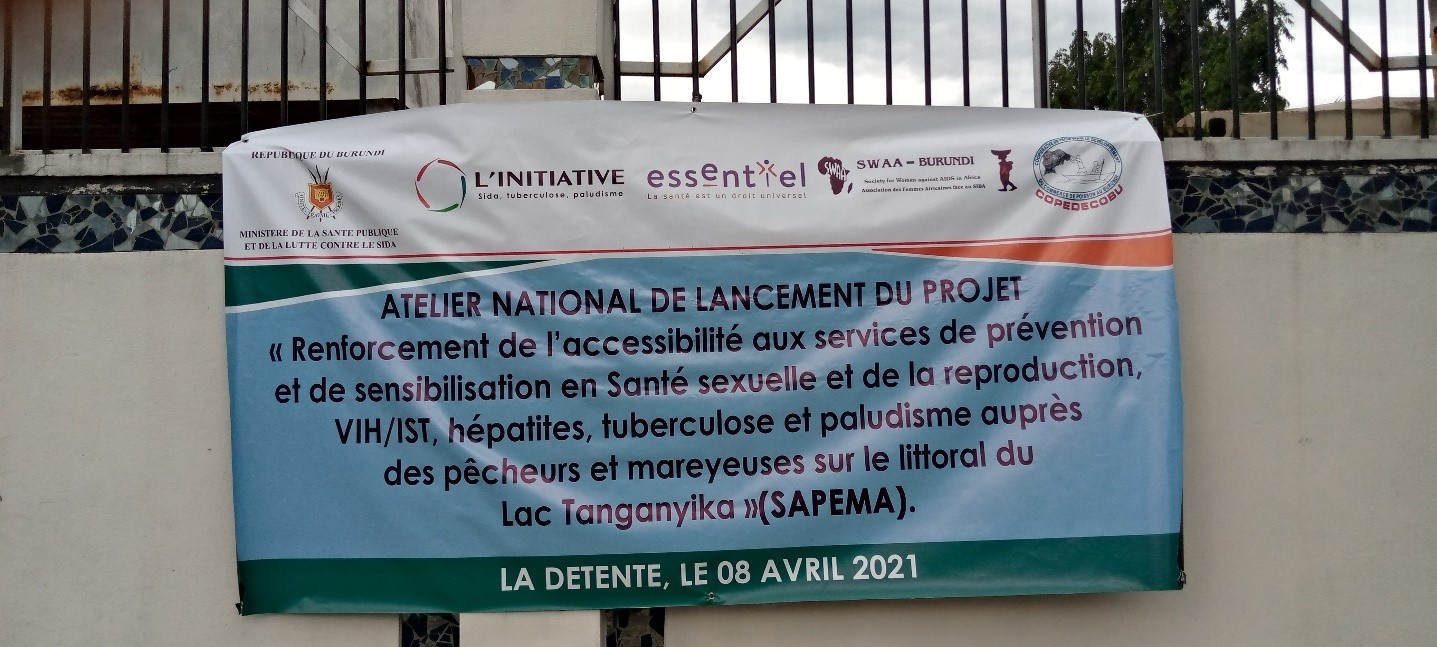 REPUBLIQUE DU BURUNDI
MINISTERE DE LA SANTE PUBLIQUE
ET DE LA LUTTE CONTRE LE SIDA
L'INITIATIVE
Sida, tuberculose, paludisme
essentiel
La santé est un droit universel
SWAA
SWAA - BURUNDI
Society for Women against AIDS in Africa
Association des Femmes Africaines face au SIDA
COPEDECOBU
ATELIER NATIONAL DE LANCEMENT DU PROJET
« Renforcement de l'accessibilité aux services de prévention
et de sensibilisation en Santé sexuelle et de la reproduction,
VIH/IST, hépatites, tuberculose et paludisme auprès
des pêcheurs et mareyeuses sur le littoral du
Lac Tanganyika »(SAPEMA).
LA DETENTE, LE 08 AVRIL 2021